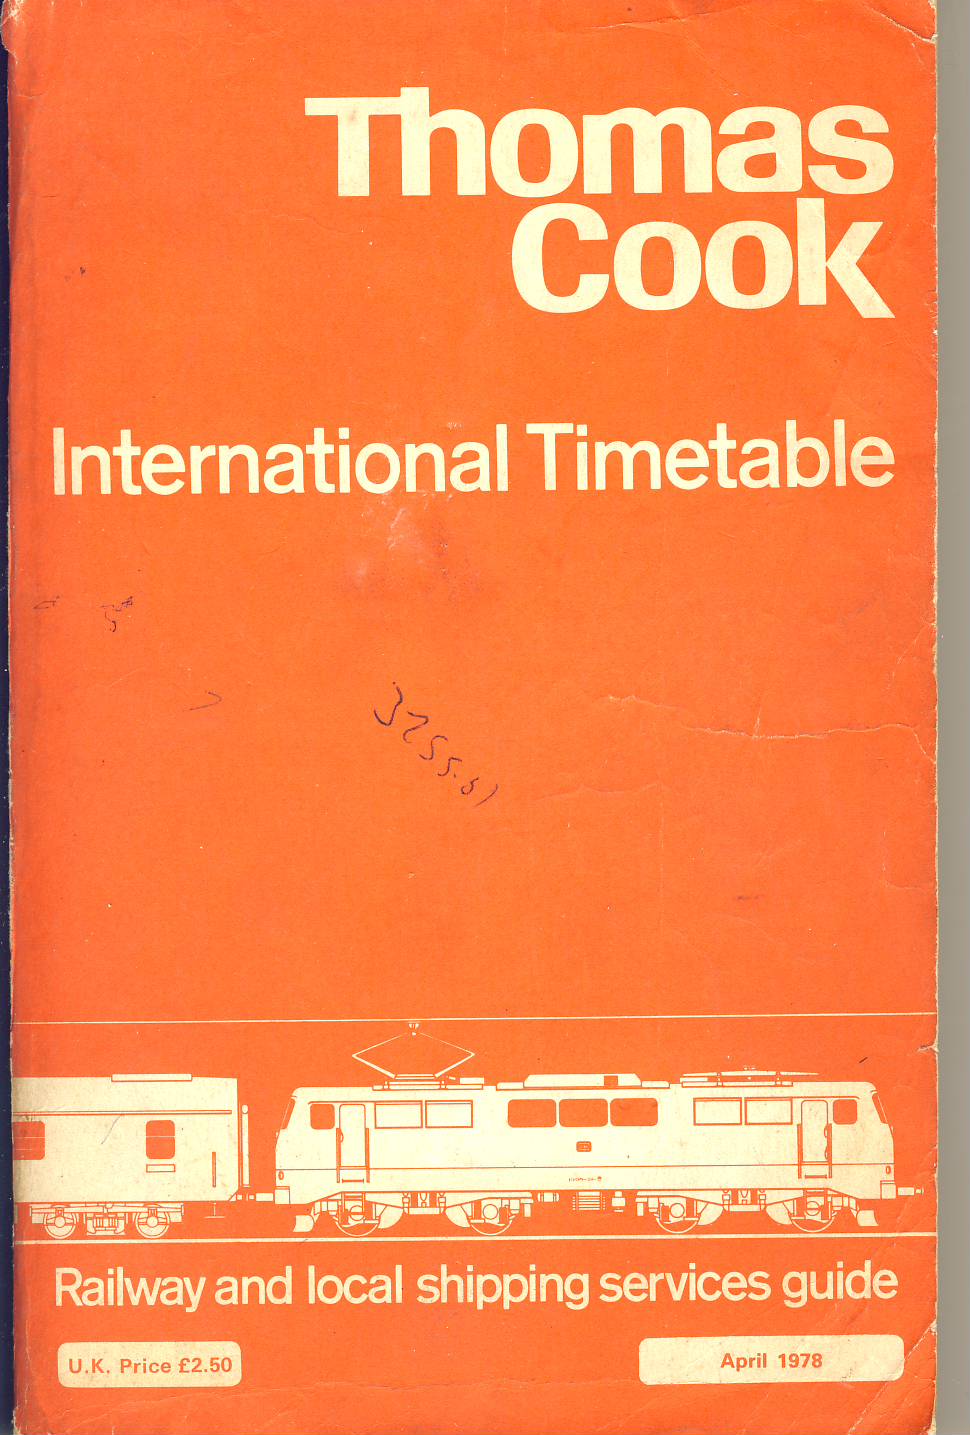 Thomas
Cook
International Timetable
Railway and local shipping services guide
U.K. Price £2.50
April 1978